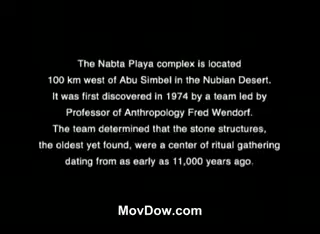 The Nabta Playa complex is located
100 km west of Abu Simbel in the Nubian Desert.
It was first discovered in 1974 by a team led by
Professor of Anthropology Fred Wendorf.
The team determined that the stone structures,
the oldest yet found, were a center of ritual gathering
dating from as early as 11,000 years ago.
MovDow.com